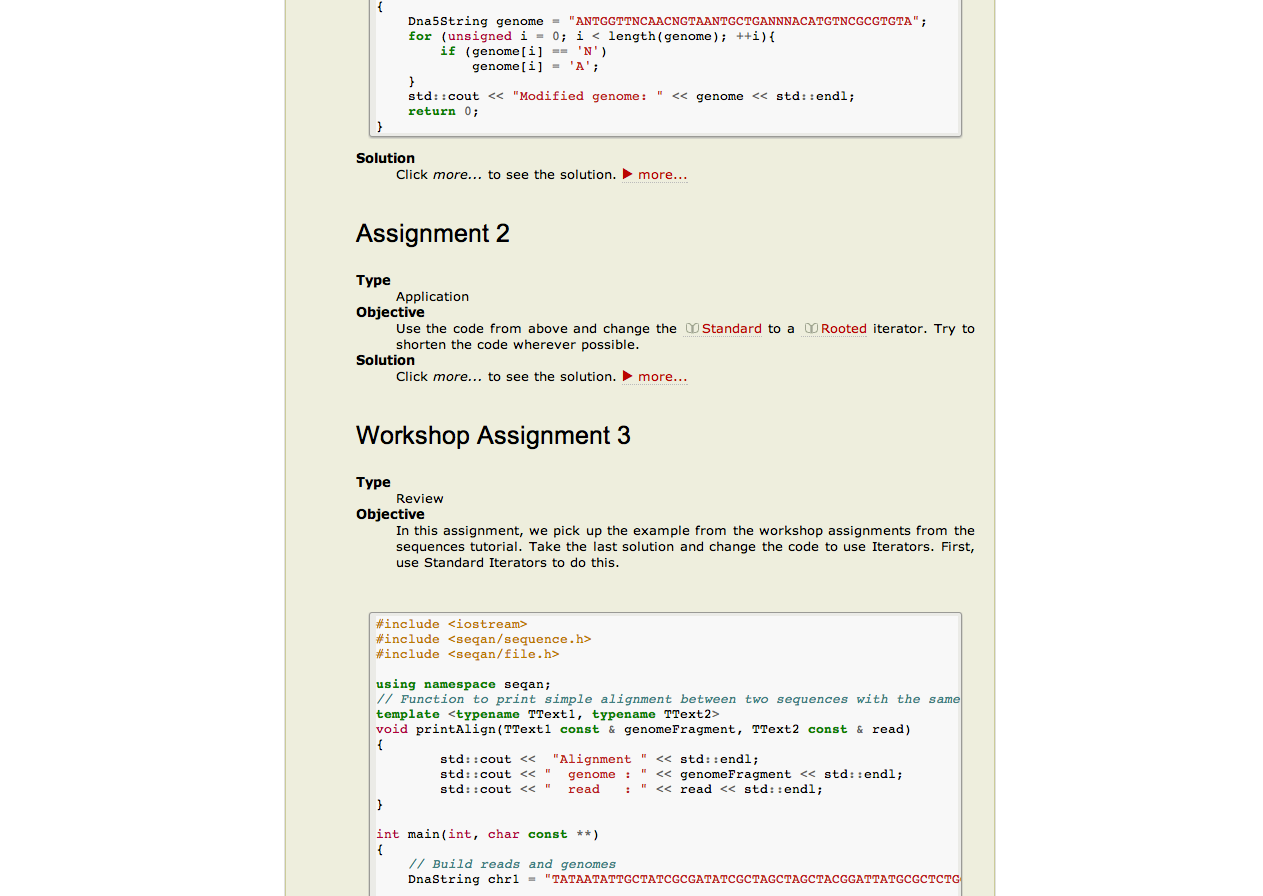 {
    Dna5String genome = "ANTGGTTNCAACNGTAANTGCTGANNNACATGTNCGCGTGTA";
    for (unsigned i = 0; i < length(genome); ++i){
        if (genome[i] == 'N')
            genome[i] = 'A';
    }
    std::cout << "Modified genome: " << genome << std::endl;
    return 0;
}
Solution
Click more... to see the solution. ▶ more...
Assignment 2
Type
Application
Objective
Use the code from above and change the Standard to a Rooted iterator. Try to
shorten the code wherever possible.
Solution
Click more... to see the solution. ▶ more...
Workshop Assignment 3
Type
Review
Objective
In this assignment, we pick up the example from the workshop assignments from the
sequences tutorial. Take the last solution and change the code to use Iterators. First,
use Standard Iterators to do this.
#include <iostream>
#include <seqan/sequence.h>
#include <seqan/file.h>
using namespace seqan;
// Function to print simple alignment between two sequences with the same
template <typename TText1, typename TText2>
void printAlign(TText1 const & genomeFragment, TText2 const & read)
{
        std::cout <<  "Alignment " << std::endl;
        std::cout << "  genome : " << genomeFragment << std::endl;
        std::cout << "  read   : " << read << std::endl;
}
int main(int, char const **)
{
    // Build reads and genomes
    DnaString chr1 = "TATAATATTGCTATCGCGATATCGCTAGCTAGCTACGGATTATGCGCTCTG